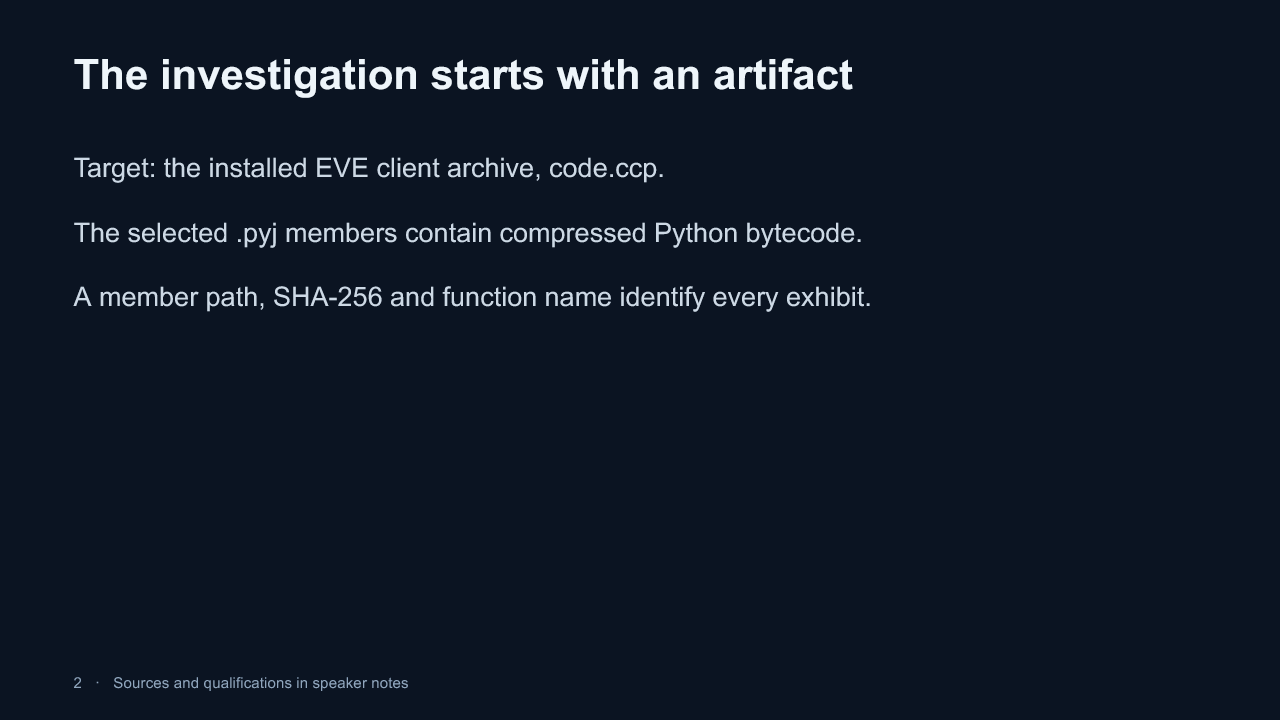 The investigation starts with an artifact
Target: the installed EVE client archive, code.ccp.
The selected .pyj members contain compressed Python bytecode.
A member path, SHA-256 and function name identify every exhibit.
2 · Sources and qualifications in speaker notes